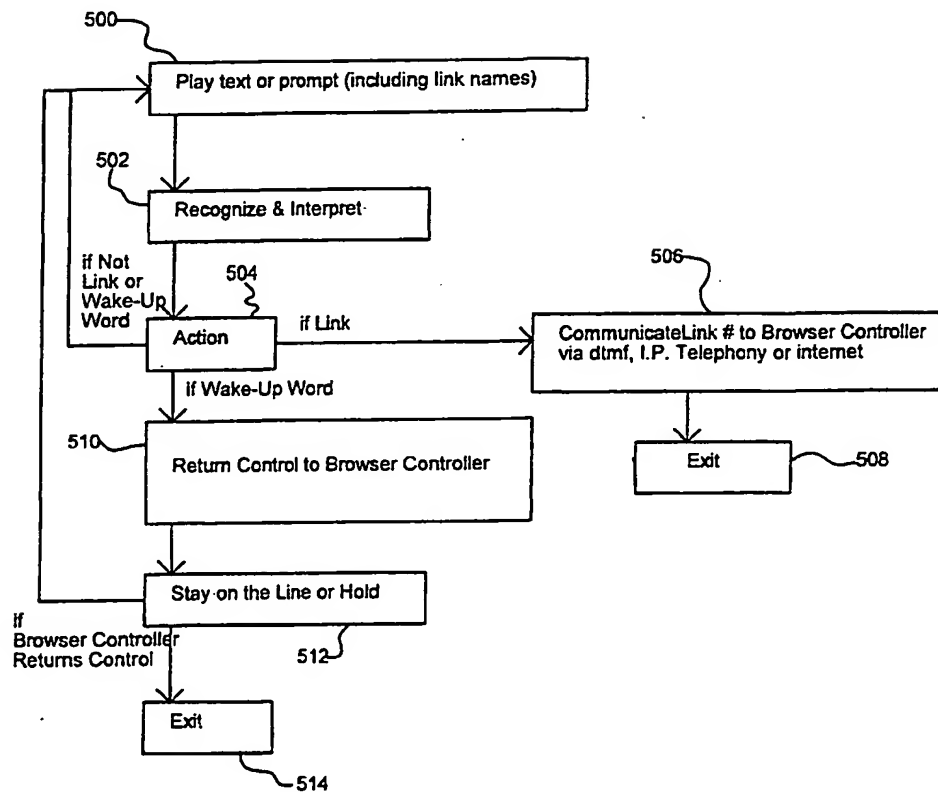 500
Play text or prompt (including link names)
502
Recognize & Interpret
if Not
Link or
Wake-Up
Word
504
Action
if Link
506
CommunicateLink # to Browser Controller
via dtmf, I.P. Telephony or internet
if Wake-Up Word
510
Return Control to Browser Controller
Exit
508
Stay on the Line or Hold
512
if
Browser Controller
Returns Control
Exit
514